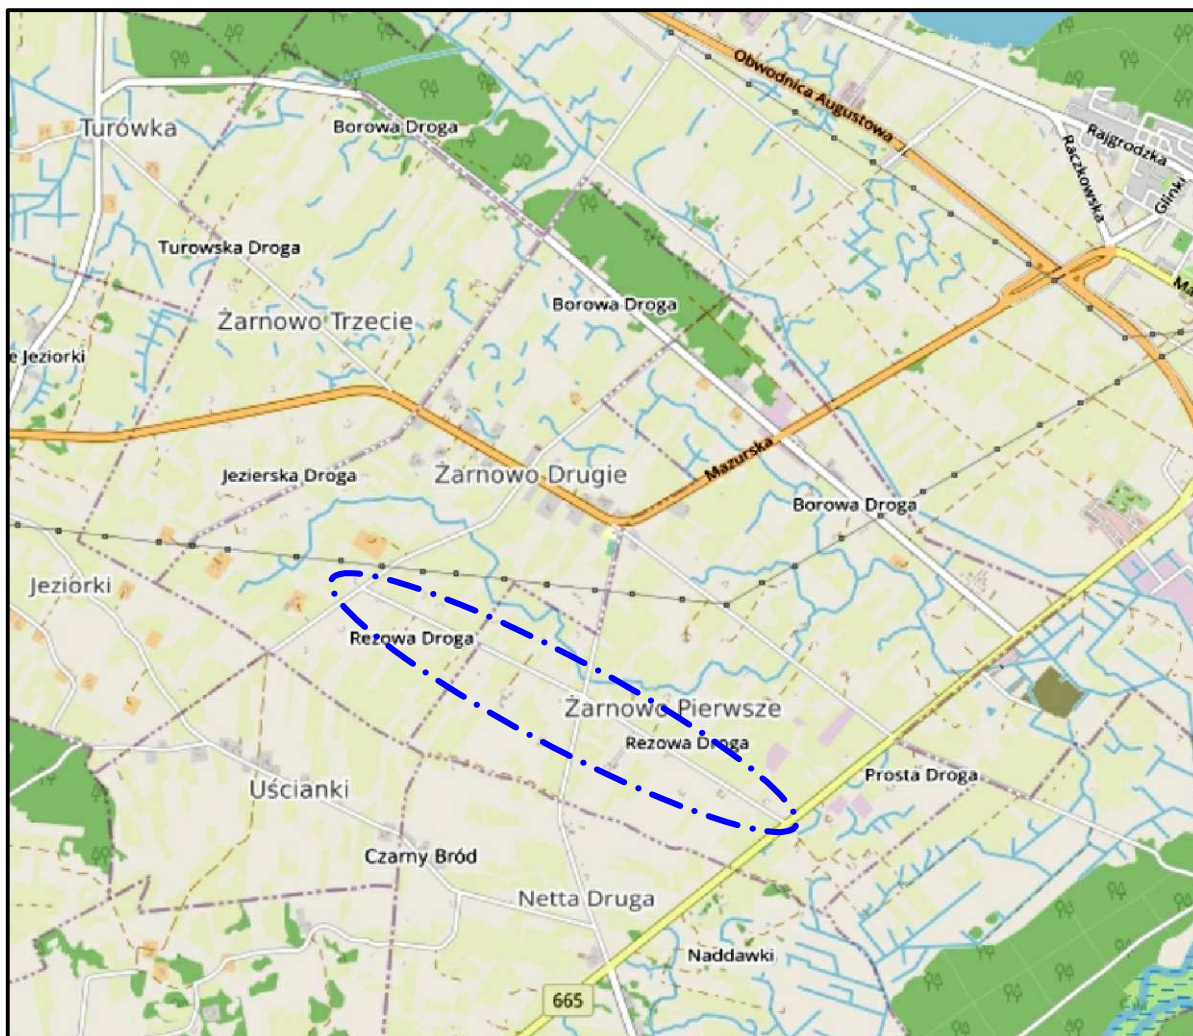 Obwodnica Augustowa
Turówka
Borowa Droga
Rajgrodzka
Raczkowska
Glinki
Turowska Droga
Borowa Droga
Ma
Żarnowo Trzecie
e Jeziorki
Mazurska
Jezierska Droga
Żarnowo Drugie
Borowa Droga
Jeziorki
Rezowa Droga
Żarnowo Pierwsze
Rezowa Droga
Prosta Droga
Uścianki
Czarny Bród
Netta Druga
Naddawki
665